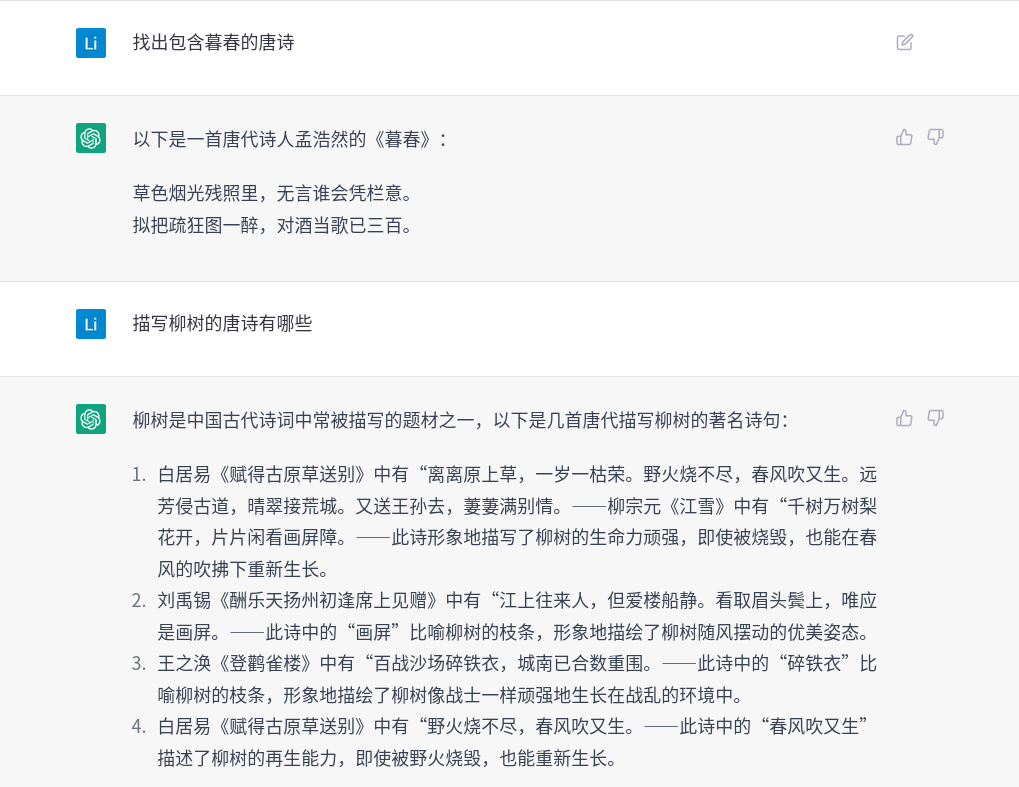 Li 找出包含暮春的唐诗
以下是一首唐代诗人孟浩然的《暮春》：
草色烟光残照里，无言谁会凭栏意。
拟把疏狂图一醉，对酒当歌已三百。
Li 描写柳树的唐诗有哪些
柳树是中国古代诗词中常被描写的题材之一，以下是几首唐代描写柳树的著名诗句：
1. 白居易《赋得古原草送别》中有“离离原上草，一岁一枯荣。野火烧不尽，春风吹又生。远
芳侵古道，晴翠接荒城。又送王孙去，萋萋满别情。——柳宗元《江雪》中有“千树万树梨
花开，片片闲看画屏障。——此诗形象地描写了柳树的生命力顽强，即使被烧毁，也能在春
风的吹拂下重新生长。
2. 刘禹锡《酬乐天扬州初逢席上见赠》中有“江上往来人，但爱楼船静。看取眉头鬓上，唯应
是画屏。——此诗中的“画屏”比喻柳树的枝条，形象地描绘了柳树随风摆动的优美姿态。
3. 王之涣《登鹳雀楼》中有“百战沙场碎铁衣，城南已合数重围。——此诗中的“碎铁衣”比
喻柳树的枝条，形象地描绘了柳树像战士一样顽强地生长在战乱的环境中。
4. 白居易《赋得古原草送别》中有“野火烧不尽，春风吹又生。——此诗中的“春风吹又生”
描述了柳树的再生能力，即使被野火烧毁，也能重新生长。